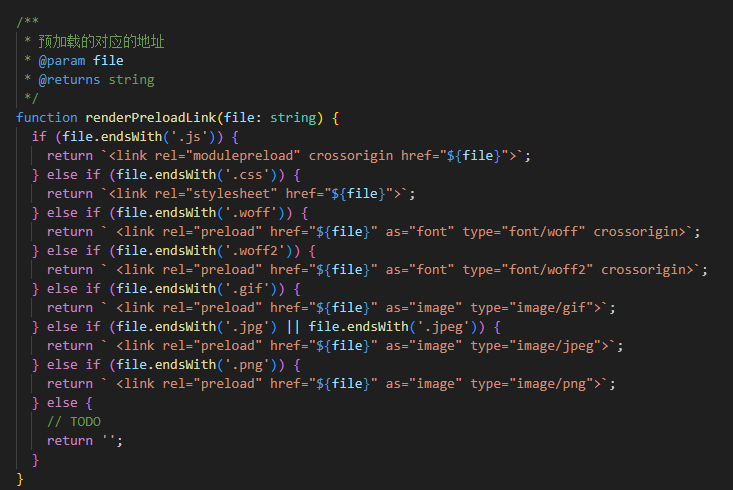 /**
 * 预加载的对应的地址
 * @param file
 * @returns string
 */
function renderPreloadLink(file: string) {
  if (file.endsWith('.js')) {
    return `<link rel="modulepreload" crossorigin href="${file}">`;
  } else if (file.endsWith('.css')) {
    return `<link rel="stylesheet" href="${file}">`;
  } else if (file.endsWith('.woff')) {
    return ` <link rel="preload" href="${file}" as="font" type="font/woff" crossorigin>`;
  } else if (file.endsWith('.woff2')) {
    return ` <link rel="preload" href="${file}" as="font" type="font/woff2" crossorigin>`;
  } else if (file.endsWith('.gif')) {
    return ` <link rel="preload" href="${file}" as="image" type="image/gif">`;
  } else if (file.endsWith('.jpg') || file.endsWith('.jpeg')) {
    return ` <link rel="preload" href="${file}" as="image" type="image/jpeg">`;
  } else if (file.endsWith('.png')) {
    return ` <link rel="preload" href="${file}" as="image" type="image/png">`;
  } else {
    // TODO
    return '';
  }
}